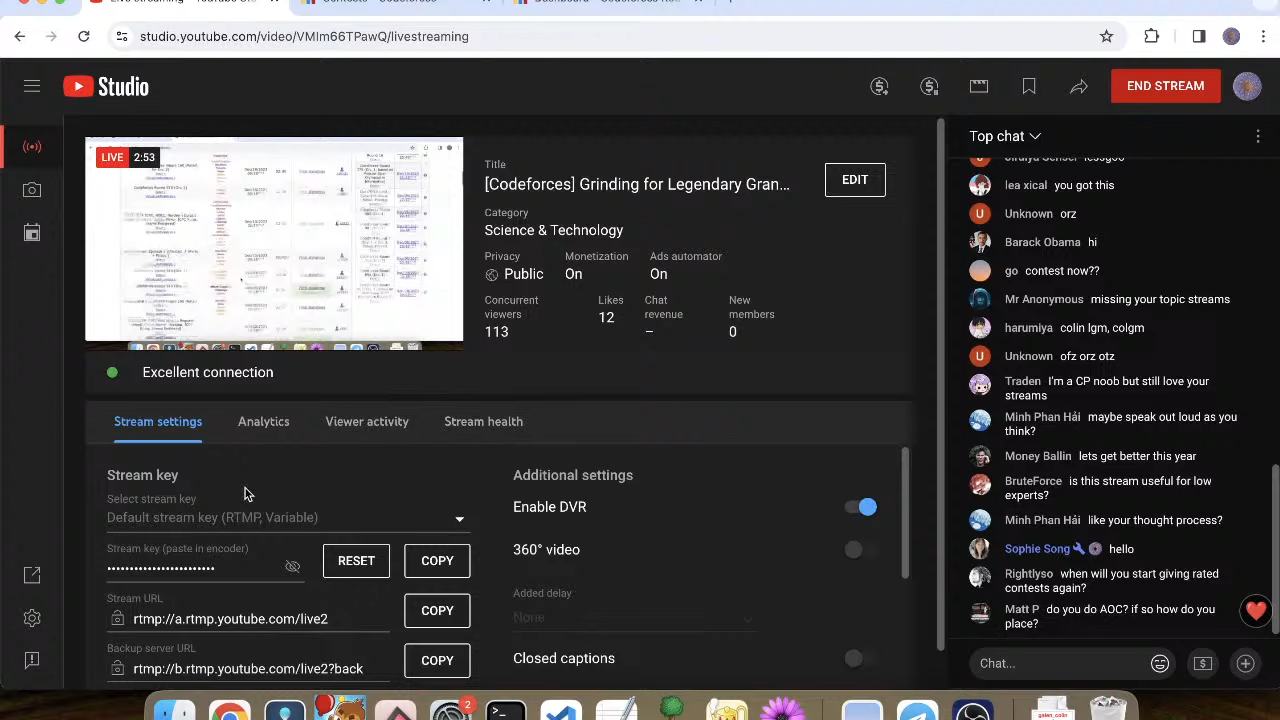 studio.youtube.com/video/VMIm66TPawQ/livestreaming
Studio
END STREAM
LIVE 2:53
Title
[Codeforces] Grinding for Legendary Gran...
EDIT
Category
Science & Technology
Privacy
Public
Monetization
On
Ads automator
On
Concurrent
viewers
113
Likes
12
Chat
revenue
–
New
members
0
Excellent connection
Stream settings
Analytics
Viewer activity
Stream health
Stream key
Select stream key
Default stream key (RTMP, Variable)
Stream key (paste in encoder)
RESET
COPY
Stream URL
rtmp://a.rtmp.youtube.com/live2
COPY
Backup server URL
rtmp://b.rtmp.youtube.com/live2?back
COPY
Additional settings
Enable DVR
360° video
Added delay
None
Closed captions
Top chat
lea xical
Unknown orz
Barack Obama hi
go contest now??
missing your topic streams
harumiya colin lgm, colgm
Unknown ofz orz otz
Traden I'm a CP noob but still love your
streams
Minh Phan Hải maybe speak out loud as you
think?
Money Ballin lets get better this year
BruteForce is this stream useful for low
experts?
Minh Phan Hải like your thought process?
Sophie Song hello
Rightlyso when will you start giving rated
contests again?
Matt P do you do AOC? if so how do you
place?
Chat...
2